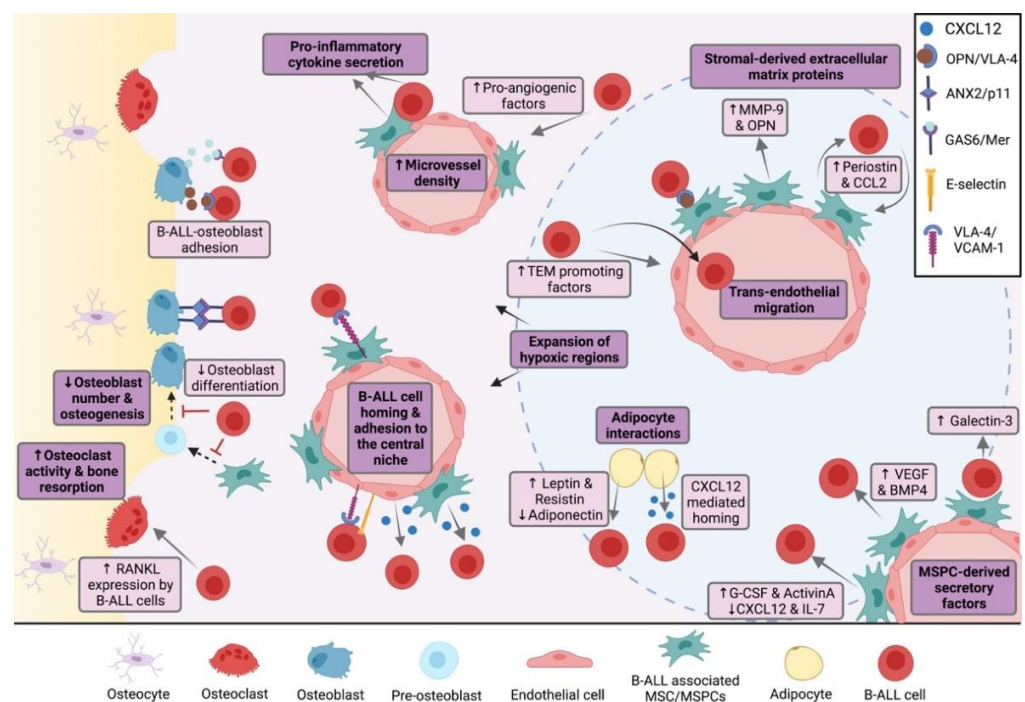 Pro-inflammatory
cytokine secretion
↑Pro-angiogenic
factors
↑ Microvessel
density
Stromal-derived extracellular
matrix proteins
↑MMP-9
& OPN
↑ Periostin
& CCL2
CXCL12
OPN/VLA-4
ANX2/p11
GAS6/Mer
E-selectin
VLA-4/
VCAM-1
B-ALL-osteoblast
adhesion
↑TEM promoting
factors
Trans-endothelial
migration
Expansion of
hypoxic regions
↓Osteoblast
differentiation
↓Osteoblast
number &
osteogenesis
↑Osteoclast
activity & bone
resorption
↑ RANKL
expression by
B-ALL cells
B-ALL cell
homing &
adhesion to
the central
niche
Adipocyte
interactions
↑ Leptin &
Resistin
↓Adiponectin
CXCL12
mediated
homing
↑ Galectin-3
↑ VEGF
& BMP4
↑G-CSF & ActivinA
↓CXCL12 & IL-7
MSPC-derived
secretory
factors
Osteocyte
Osteoclast
Osteoblast
Pre-osteoblast
Endothelial cell
B-ALL associated
MSC/MSPCs
Adipocyte
B-ALL cell